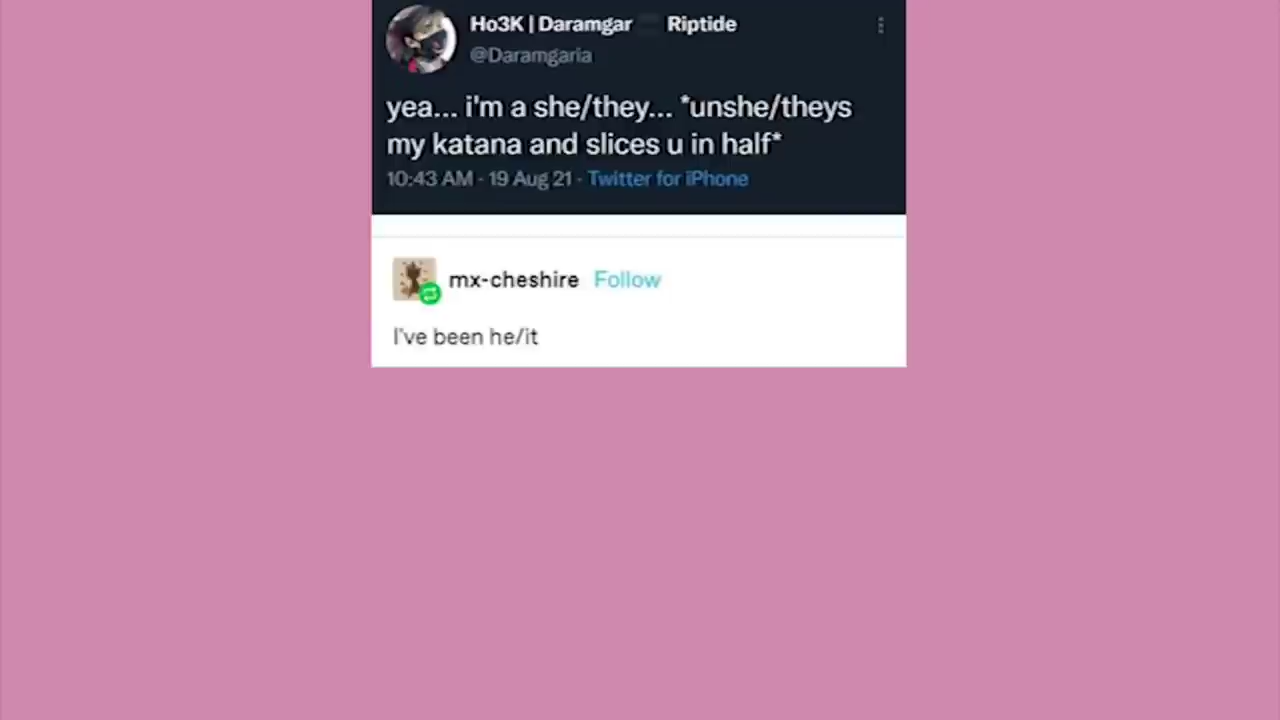 Ho3K | Daramgar Riptide
@Daramgaria
yea... i'm a she/they... *unshe/theys
my katana and slices u in half*
10:43 AM · 19 Aug 21 · Twitter for iPhone
mx-cheshire Follow
I've been he/it